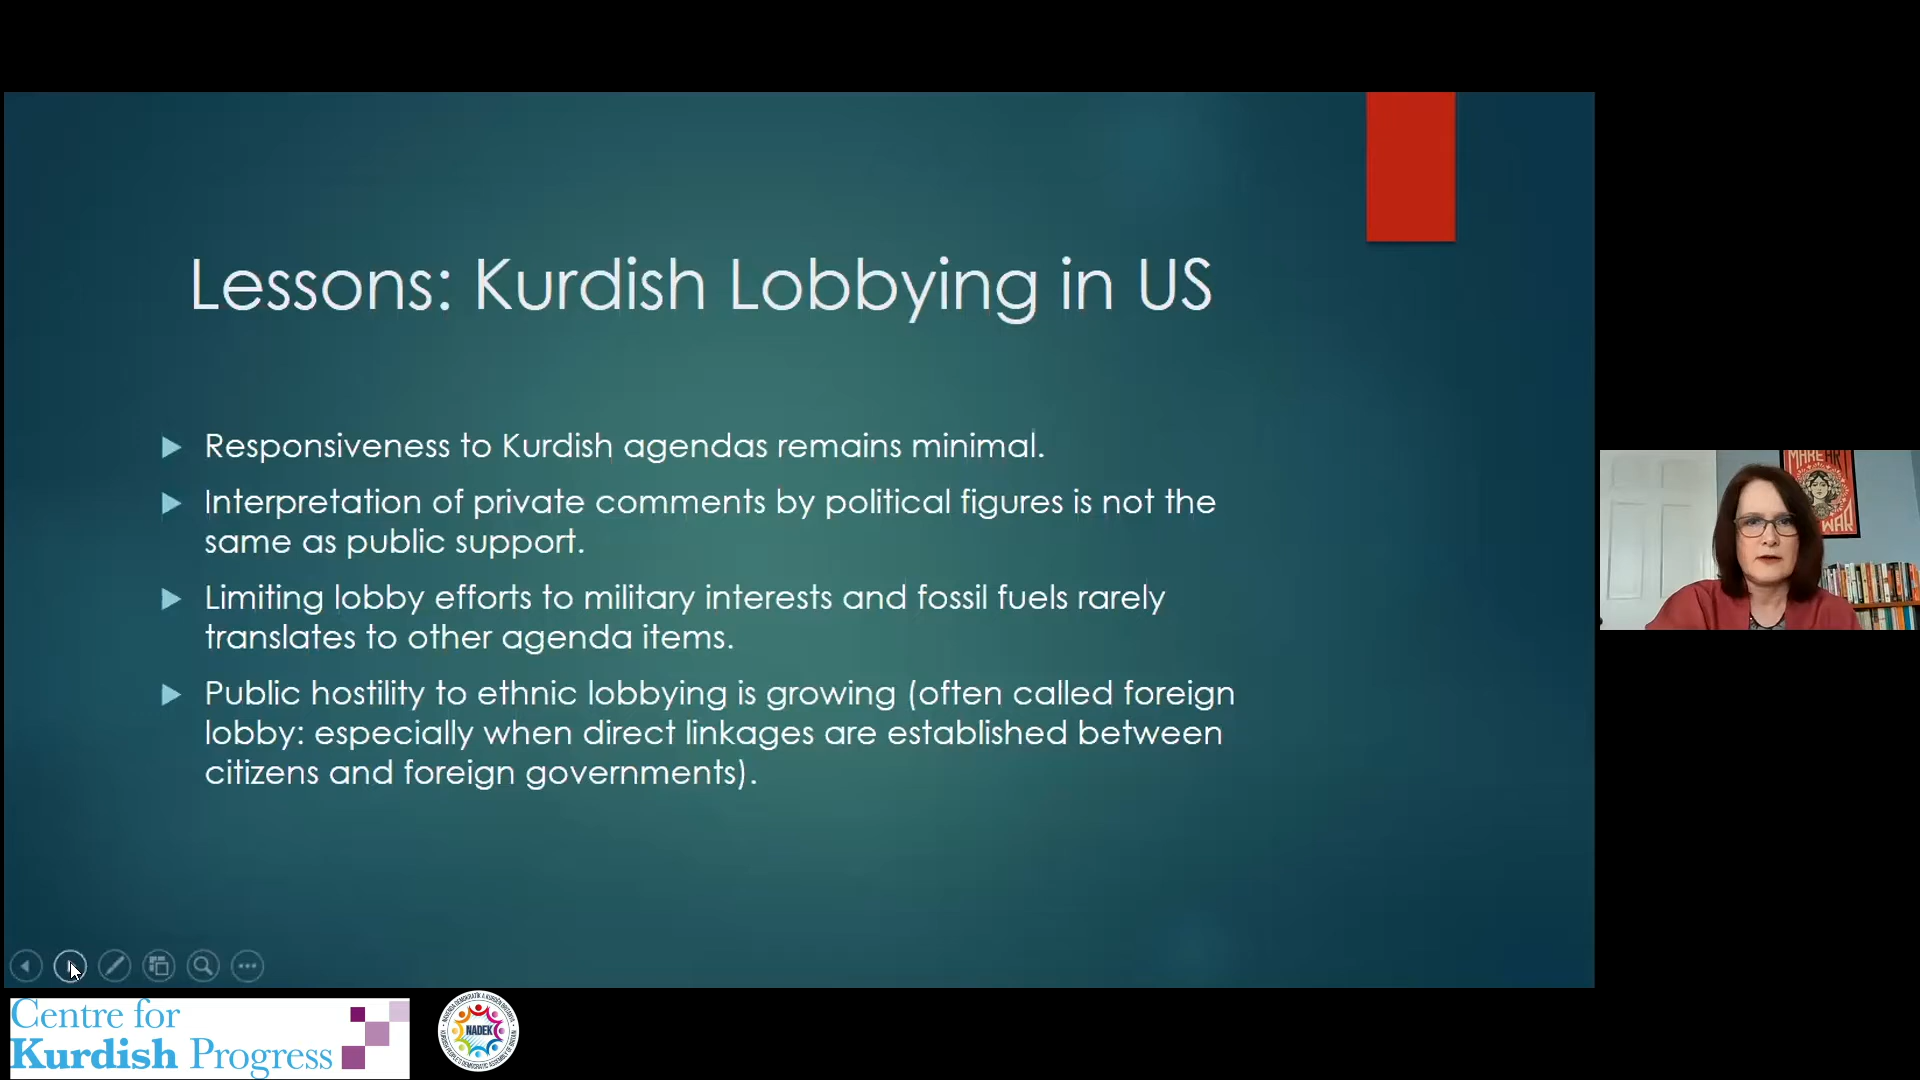 Lessons: Kurdish Lobbying in US
Responsiveness to Kurdish agendas remains minimal.
Interpretation of private comments by political figures is not the
same as public support.
Limiting lobby efforts to military interests and fossil fuels rarely
translates to other agenda items.
Public hostility to ethnic lobbying is growing (often called foreign
lobby: especially when direct linkages are established between
citizens and foreign governments).
MAKE ART
WAR
Centre for
Kurdish Progress
NADEK